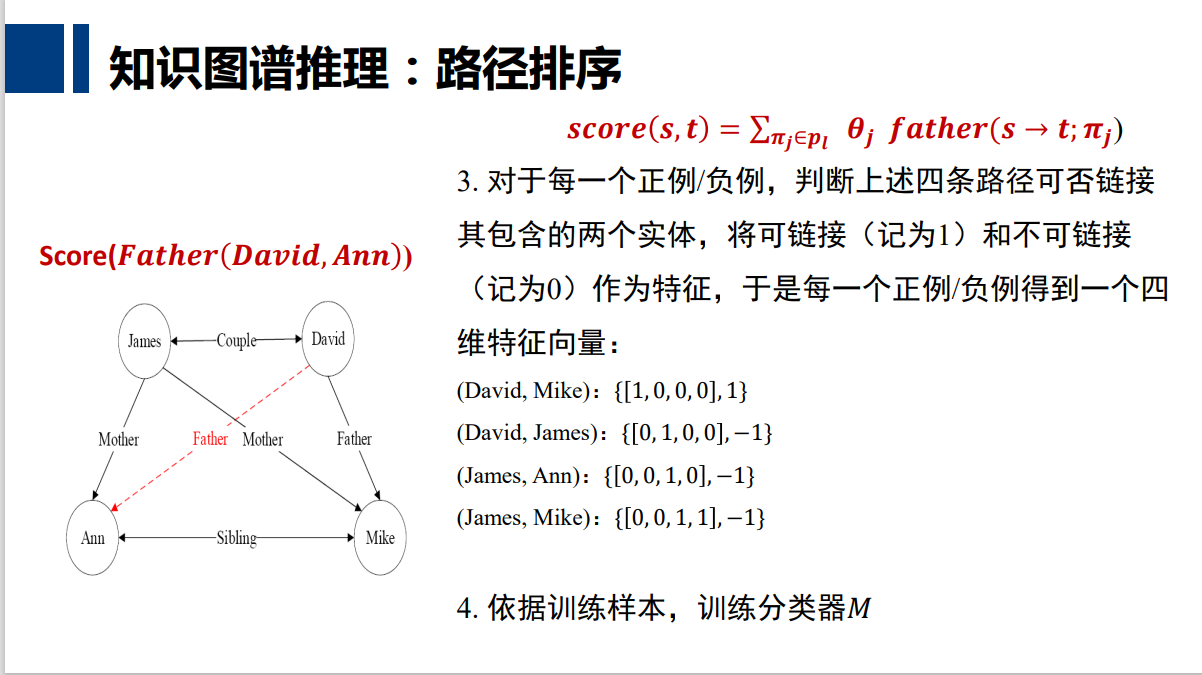 知识图谱推理：路径排序
score(s, t) = ∑πj∈pl θj father(s → t; πj)
3. 对于每一个正例/负例，判断上述四条路径可否链接
其包含的两个实体，将可链接（记为1）和不可链接
（记为0）作为特征，于是每一个正例/负例得到一个四
维特征向量：
(David, Mike)：{[1, 0, 0, 0], 1}
(David, James)：{[0, 1, 0, 0], −1}
(James, Ann)：{[0, 0, 1, 0], −1}
(James, Mike)：{[0, 0, 1, 1], −1}
4. 依据训练样本，训练分类器M
Score(Father(David, Ann))
James Couple David
Mother Father Mother Father
Ann Sibling Mike